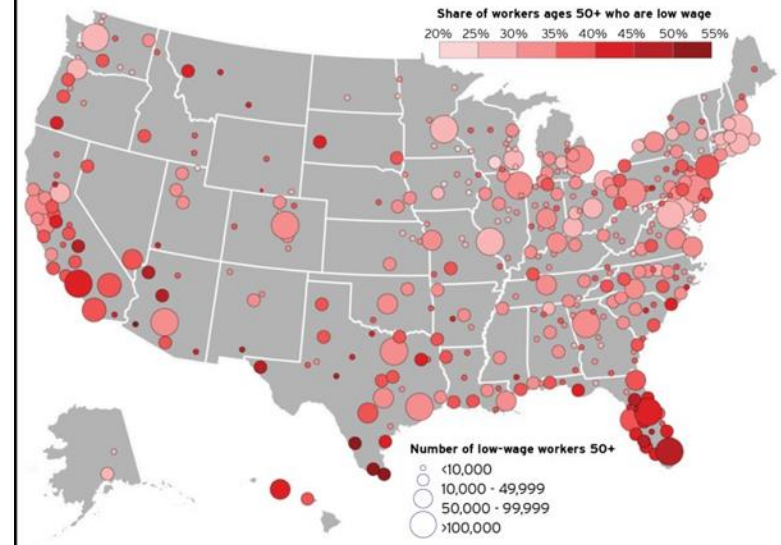 Share of workers ages 50+ who are low wage
20% 25% 30% 35% 40% 45% 50% 55%
Number of low-wage workers 50+
<10,000
10,000 - 49,999
50,000 - 99,999
>100,000